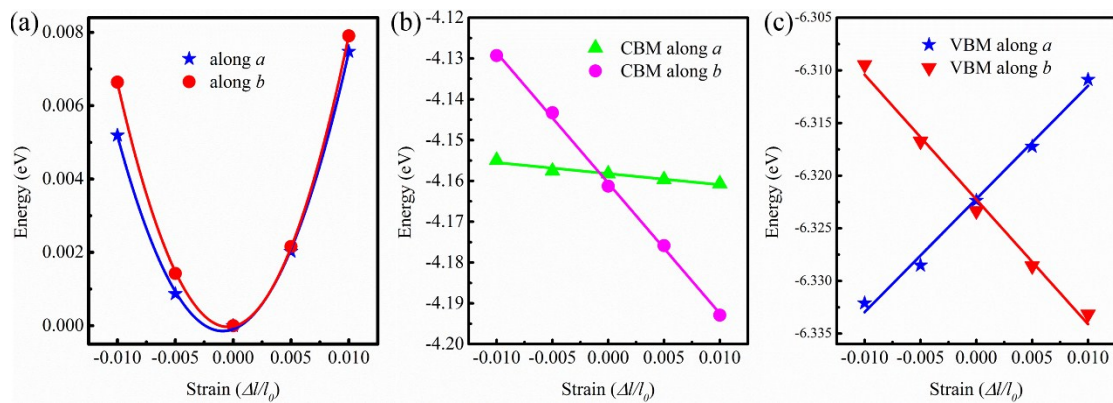 (a)
0.008
0.006
0.004
0.002
0.000
Energy (eV)
along a
along b
-0.010 -0.005 0.000 0.005 0.010
Strain (Δl/l₀)
(b)
-4.12
-4.13
-4.14
-4.15
-4.16
-4.17
-4.18
-4.19
-4.20
Energy (eV)
CBM along a
CBM along b
-0.010 -0.005 0.000 0.005 0.010
Strain (Δl/l₀)
(c)
-6.305
-6.310
-6.315
-6.320
-6.325
-6.330
-6.335
Energy (eV)
VBM along a
VBM along b
-0.010 -0.005 0.000 0.005 0.010
Strain (Δl/l₀)